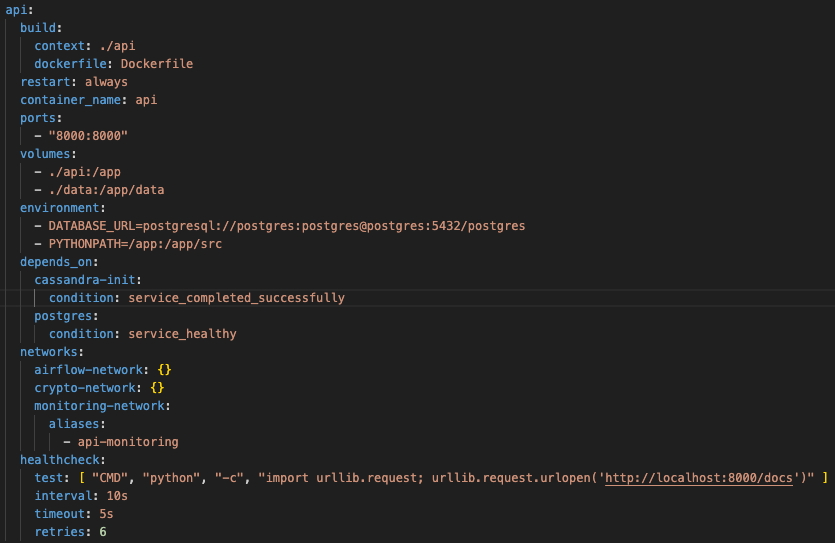 api:
  build:
    context: ./api
    dockerfile: Dockerfile
  restart: always
  container_name: api
  ports:
    - "8000:8000"
  volumes:
    - ./api:/app
    - ./data:/app/data
  environment:
    - DATABASE_URL=postgresql://postgres:postgres@postgres:5432/postgres
    - PYTHONPATH=/app:/app/src
  depends_on:
    cassandra-init:
      condition: service_completed_successfully
    postgres:
      condition: service_healthy
  networks:
    airflow-network: {}
    crypto-network: {}
    monitoring-network:
      aliases:
        - api-monitoring
  healthcheck:
    test: [ "CMD", "python", "-c", "import urllib.request; urllib.request.urlopen('http://localhost:8000/docs')" ]
    interval: 10s
    timeout: 5s
    retries: 6